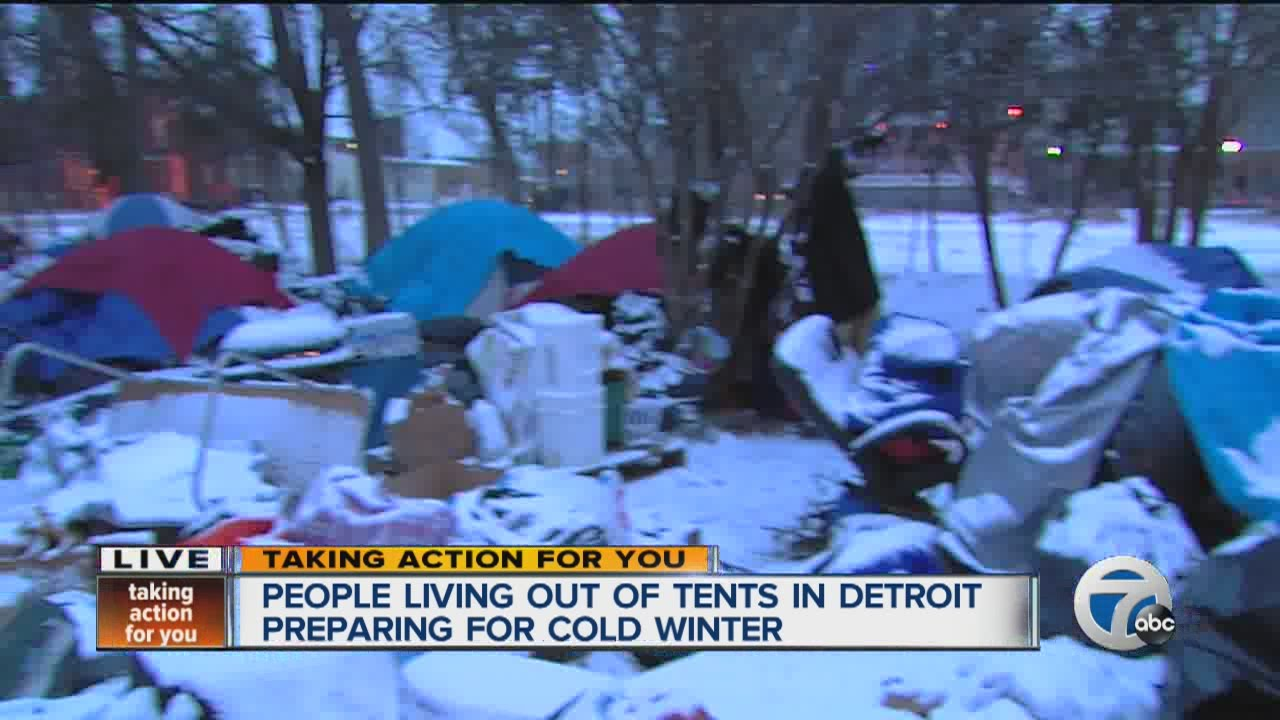 LIVE
TAKING ACTION FOR YOU
taking
action
for you
PEOPLE LIVING OUT OF TENTS IN DETROIT
PREPARING FOR COLD WINTER
7
abc